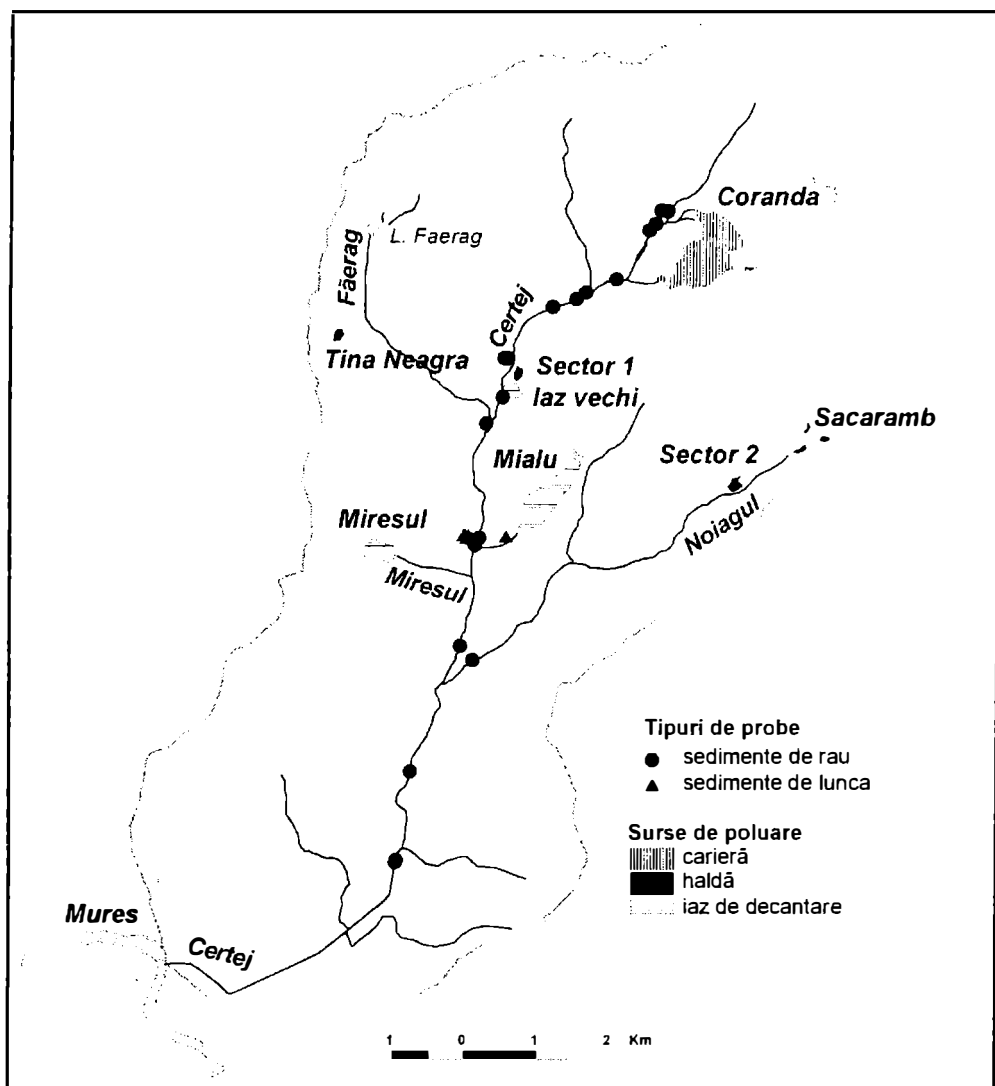 Coranda
L. Faerag
Făerag
Certej
Tina Neagra
Sector 1
Iaz vechi
Sacaramb
Mialu
Sector 2
Miresul
Noiagul
Miresul
Tipuri de probe
sedimente de rau
sedimente de lunca
Surse de poluare
carieră
haldă
iaz de decantare
Mures
Certej
1 0 1 2 Km